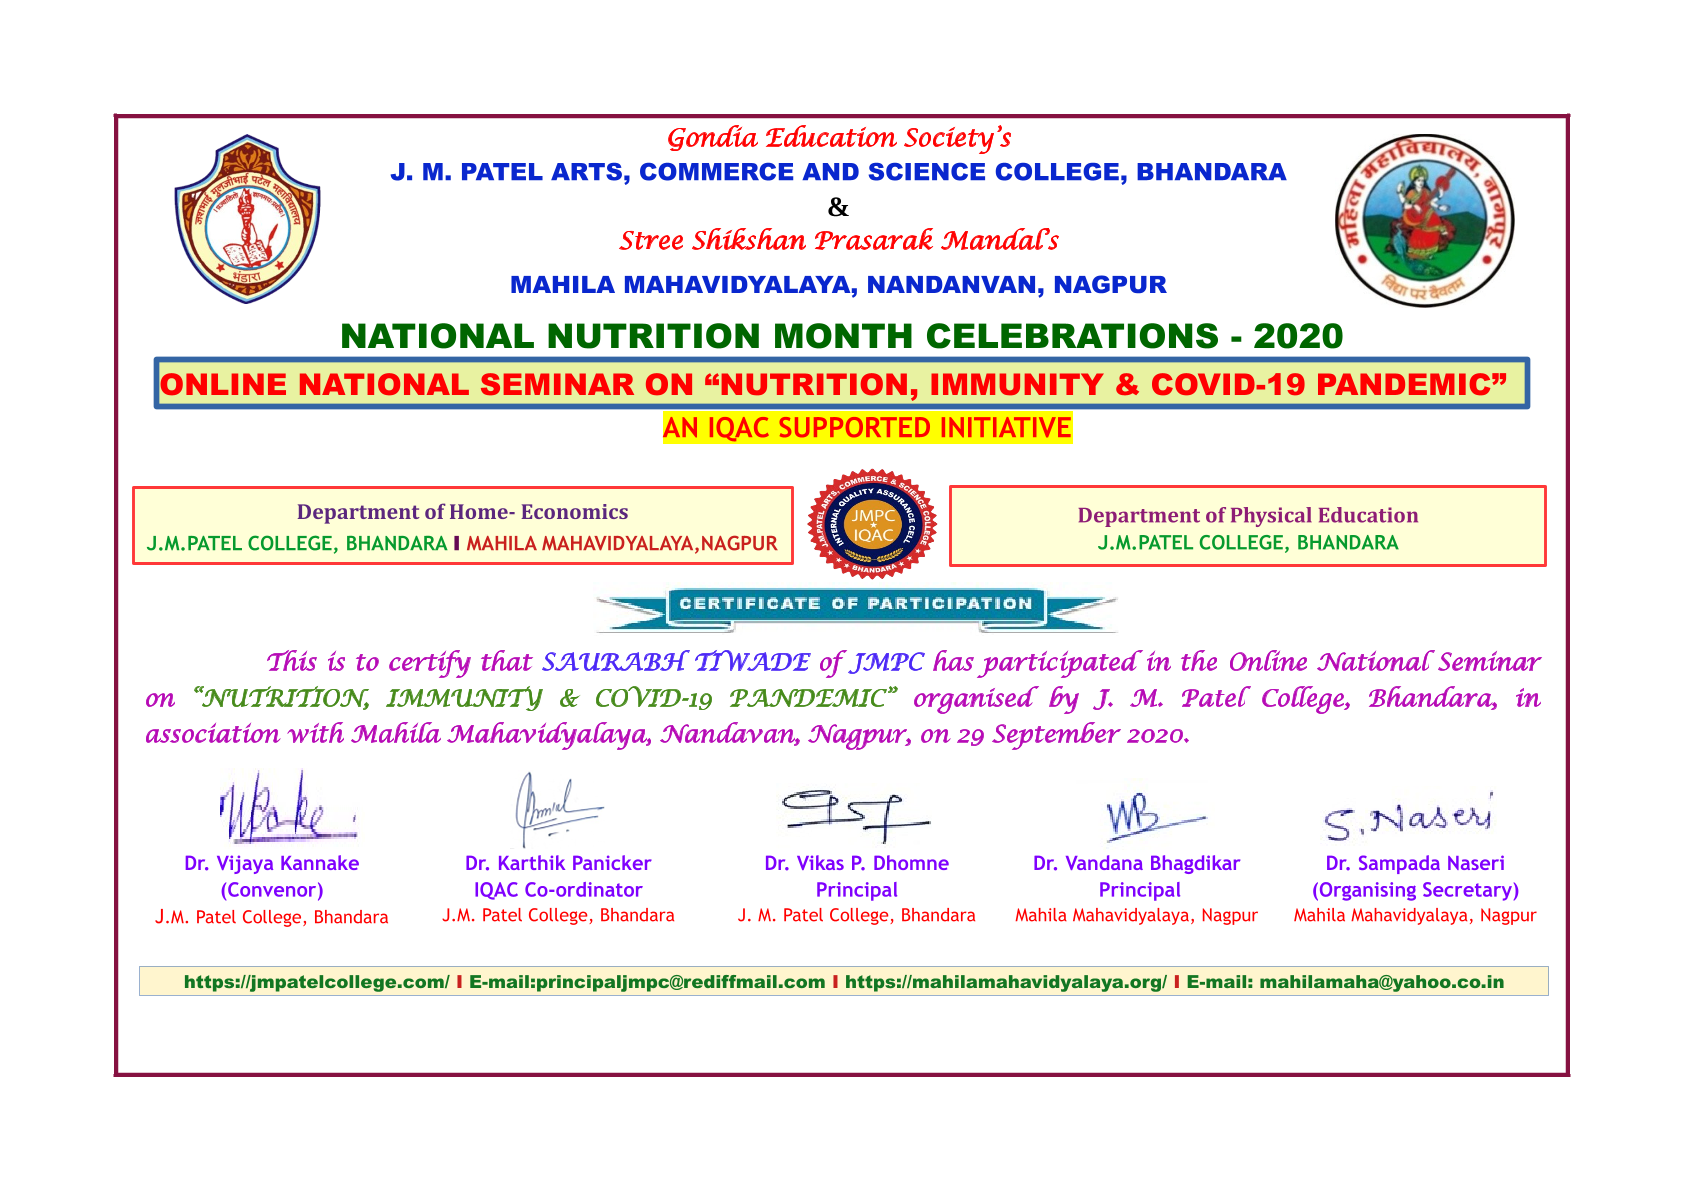 Gondia Education Society's
J. M. PATEL ARTS, COMMERCE AND SCIENCE COLLEGE, BHANDARA
&
Stree Shikshan Prasarak Mandal's
MAHILA MAHAVIDYALAYA, NANDANVAN, NAGPUR
जशभाई मुलजीभाई पटेल महाविद्यालय
भंडारा
महिला महाविद्यालय, नागपूर
विद्या परं दैवतम
NATIONAL NUTRITION MONTH CELEBRATIONS - 2020
ONLINE NATIONAL SEMINAR ON “NUTRITION, IMMUNITY & COVID-19 PANDEMIC”
AN IQAC SUPPORTED INITIATIVE
Department of Home- Economics
J.M.PATEL COLLEGE, BHANDARA I MAHILA MAHAVIDYALAYA,NAGPUR
J.M.PATEL ARTS, COMMERCE & SCIENCE COLLEGE
INTERNAL QUALITY ASSURANCE CELL
JMPC
IQAC
BHANDARA
Department of Physical Education
J.M.PATEL COLLEGE, BHANDARA
CERTIFICATE OF PARTICIPATION
This is to certify that SAURABH TIWADE of JMPC has participated in the Online National Seminar
on “NUTRITION, IMMUNITY & COVID-19 PANDEMIC” organised by J. M. Patel College, Bhandara, in
association with Mahila Mahavidyalaya, Nandavan, Nagpur, on 29 September 2020.
S. Naseri
Dr. Vijaya Kannake
(Convenor)
J.M. Patel College, Bhandara
Dr. Karthik Panicker
IQAC Co-ordinator
J.M. Patel College, Bhandara
Dr. Vikas P. Dhomne
Principal
J. M. Patel College, Bhandara
Dr. Vandana Bhagdikar
Principal
Mahila Mahavidyalaya, Nagpur
Dr. Sampada Naseri
(Organising Secretary)
Mahila Mahavidyalaya, Nagpur
https://jmpatelcollege.com/ I E-mail:principaljmpc@rediffmail.com I https://mahilamahavidyalaya.org/ I E-mail: mahilamaha@yahoo.co.in